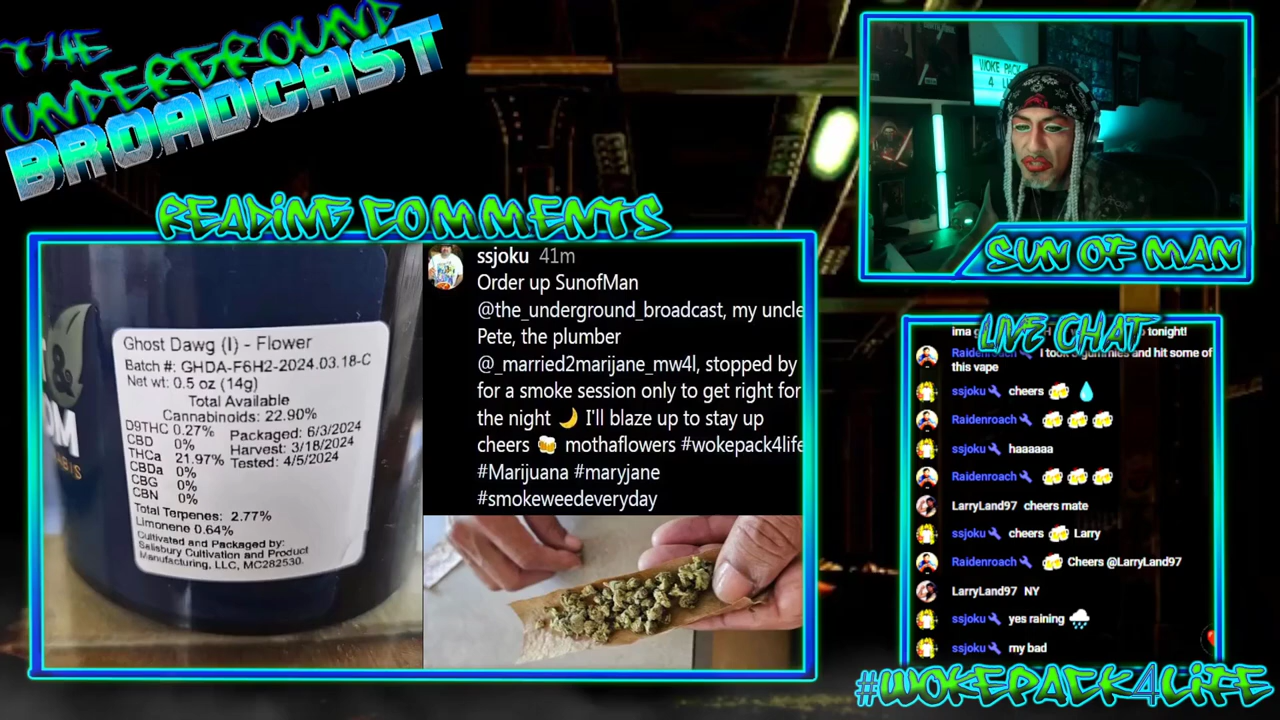 THE
UNDERGROUND
BROADCAST
READING COMMENTS
Ghost Dawg (I) - Flower
Batch #: GHDA-F6H2-2024.03.18-C
Net wt: 0.5 oz (14g)
Total Available
Cannabinoids: 22.90%
D9THC 0.27%
CBD 0%
THCa 21.97%
CBDa 0%
CBG 0%
CBN 0%
Packaged: 6/3/2024
Harvest: 3/18/2024
Tested: 4/5/2024
Total Terpenes: 2.77%
Limonene 0.64%
Cultivated and Packaged by:
Salisbury Cultivation and Product
Manufacturing, LLC, MC282530.
ssjoku 41m
Order up SunofMan
@the_underground_broadcast, my uncle
Pete, the plumber
@_married2marijane_mw4l, stopped by
for a smoke session only to get right for
the night 🌙 I'll blaze up to stay up
cheers 🍻 mothaflowers #wokepack4life
#Marijuana #maryjane
#smokeweedeveryday
WOKE PACK
SUN OF MAN
LIVE CHAT
ima tonight!
Raidenroach I took gummies and hit some of
this vape
ssjoku cheers 🍻 💧
Raidenroach 🍻 🍻 🍻
ssjoku haaaaaa
Raidenroach 🍻 🍻 🍻
LarryLand97 cheers mate
ssjoku cheers 🍻 Larry
Raidenroach 🍻 Cheers @LarryLand97
LarryLand97 NY
ssjoku yes raining 🌧️
ssjoku my bad
#WOKEPACK4LIFE